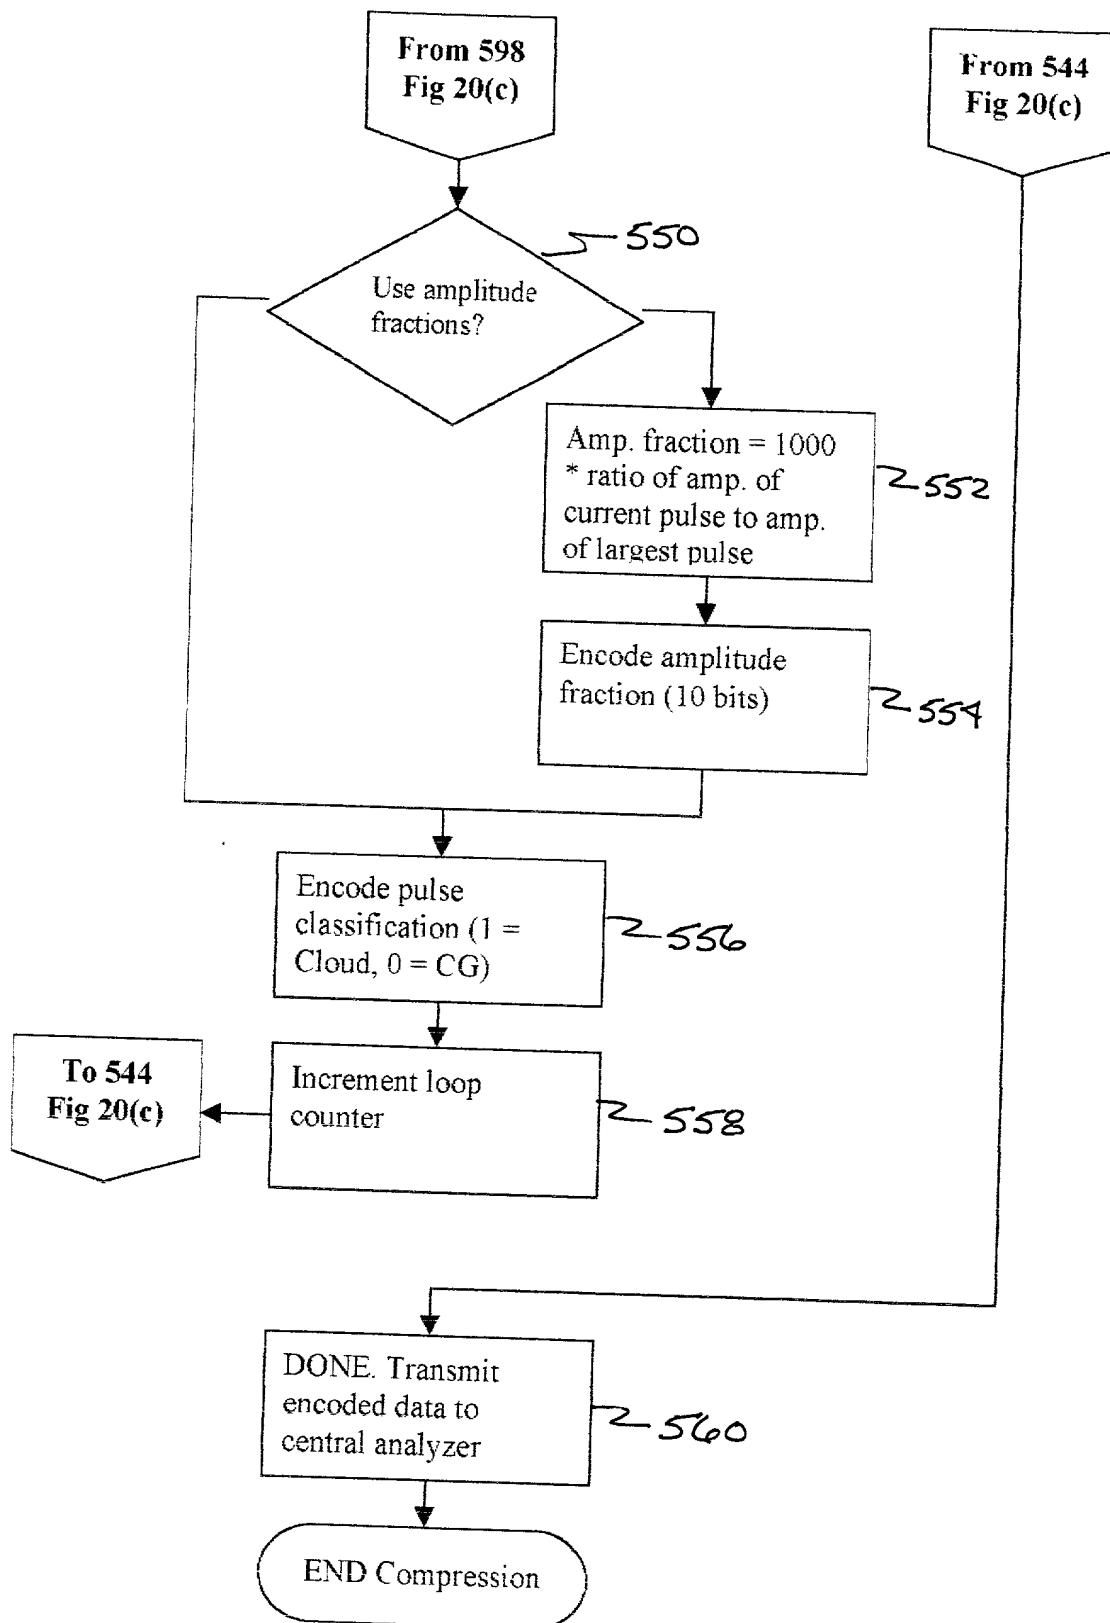 From 598
Fig 20(c)
From 544
Fig 20(c)
550
Use amplitude
fractions?
Amp. fraction = 1000
* ratio of amp. of
current pulse to amp.
of largest pulse
552
Encode amplitude
fraction (10 bits)
554
Encode pulse
classification (1 =
Cloud, 0 = CG)
556
To 544
Fig 20(c)
Increment loop
counter
558
DONE. Transmit
encoded data to
central analyzer
560
END Compression